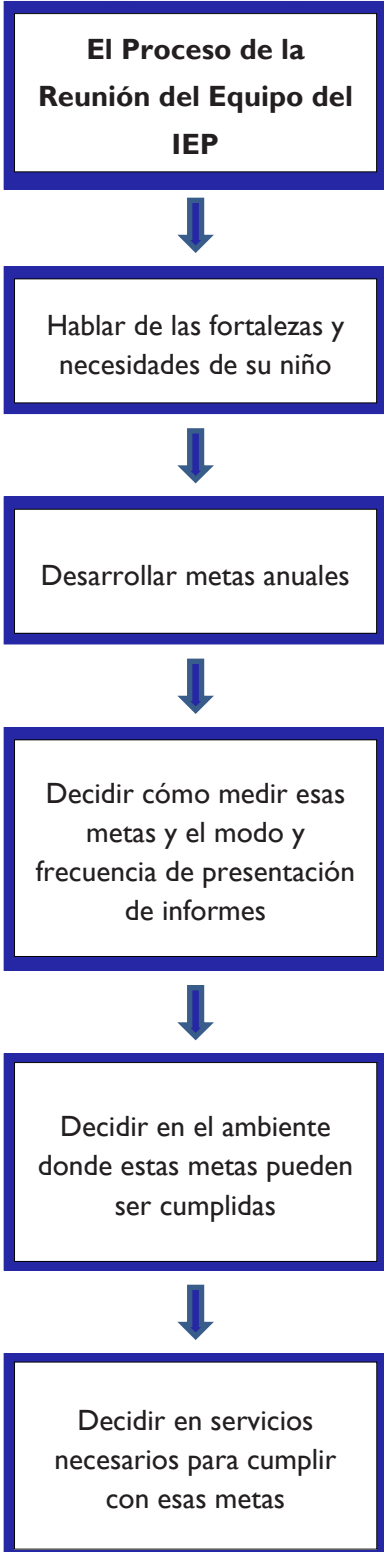 El Proceso de la
Reunión del Equipo del
IEP
Hablar de las fortalezas y
necesidades de su niño
Desarrollar metas anuales
Decidir cómo medir esas
metas y el modo y
frecuencia de presentación
de informes
Decidir en el ambiente
donde estas metas pueden
ser cumplidas
Decidir en servicios
necesarios para cumplir
con esas metas